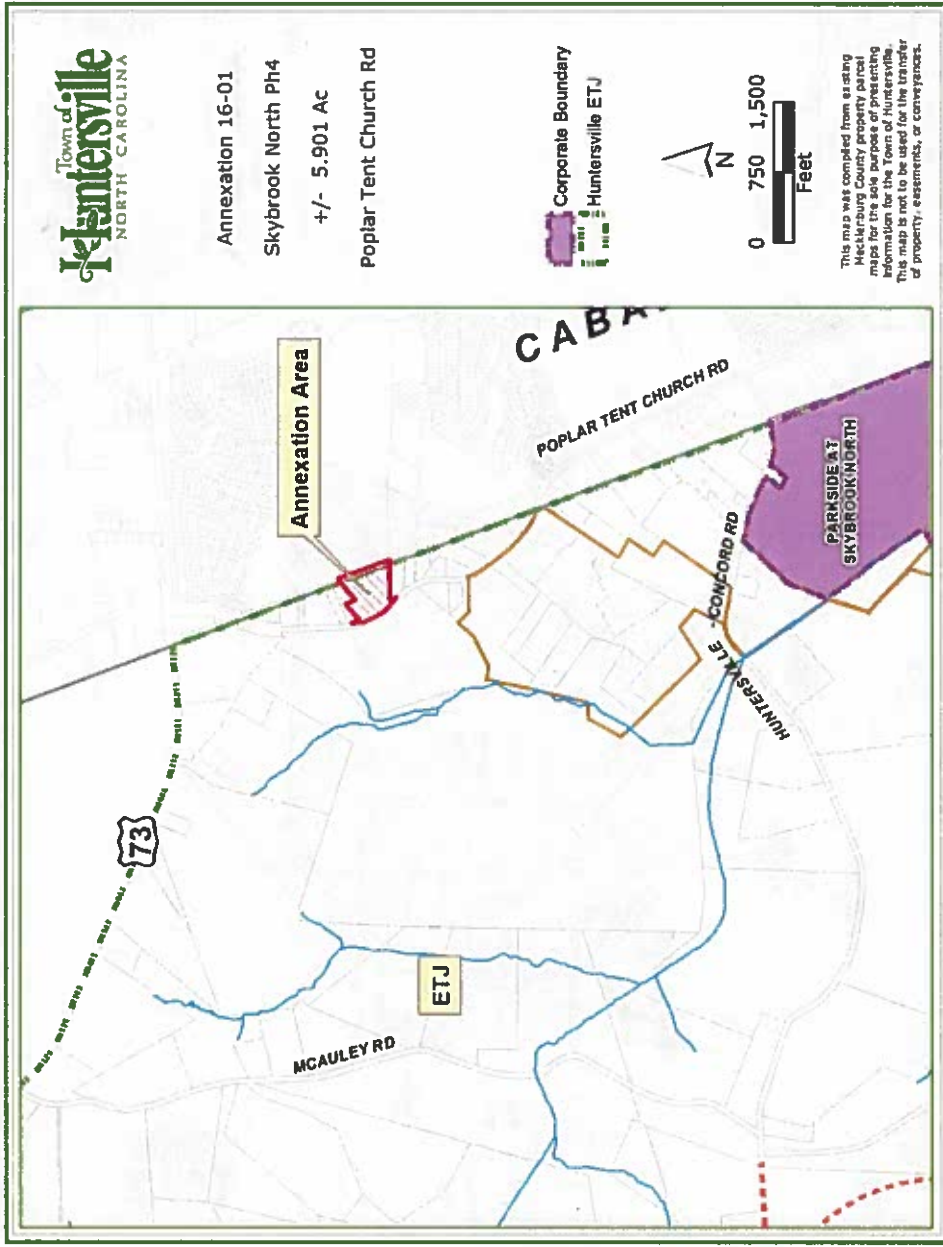 Town of
Huntersville
NORTH CAROLINA
Annexation 16-01
Skybrook North Ph4
+/- 5.901 Ac
Poplar Tent Church Rd
Corporate Boundary
Huntersville ETJ
N
0 750 1,500
Feet
This map was compiled from existing
Mecklenburg County property parcel
maps for the sole purpose of presenting
information for the Town of Huntersville.
This map is not to be used for the transfer
of property, easements, or conveyances.
73
Annexation Area
CABA
POPLAR TENT CHURCH RD
PARKSIDE AT
SKYBROOK NORTH
HUNTERSVILLE - CONCORD RD
ETJ
MCAULEY RD